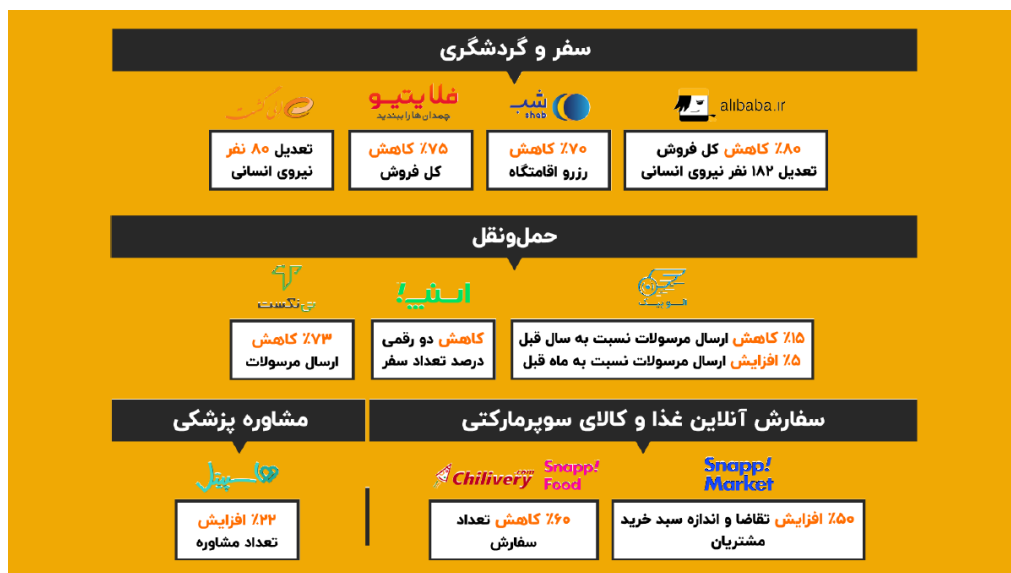 سفر و گردشگری
alibaba.ir
شب
shab
فلایتیو
چمدان‌ها را ببندید
٪۸۰ کاهش کل فروش
تعدیل ۱۸۲ نفر نیروی انسانی
٪۷۰ کاهش
رزرو اقامتگاه
٪۷۵ کاهش
کل فروش
تعدیل ۸۰ نفر
نیروی انسانی
حمل‌ونقل
اسنپ!
تی نکست
٪۱۵ کاهش ارسال مرسولات نسبت به سال قبل
٪۵ افزایش ارسال مرسولات نسبت به ماه قبل
کاهش دو رقمی
درصد تعداد سفر
٪۷۳ کاهش
ارسال مرسولات
سفارش آنلاین غذا و کالای سوپرمارکتی
Snapp!
Market
Snapp!
Food
Chilivery.com
٪۵۰ افزایش تقاضا و اندازه سبد خرید
مشتریان
٪۶۰ کاهش تعداد
سفارش
مشاوره پزشکی
٪۲۲ افزایش
تعداد مشاوره